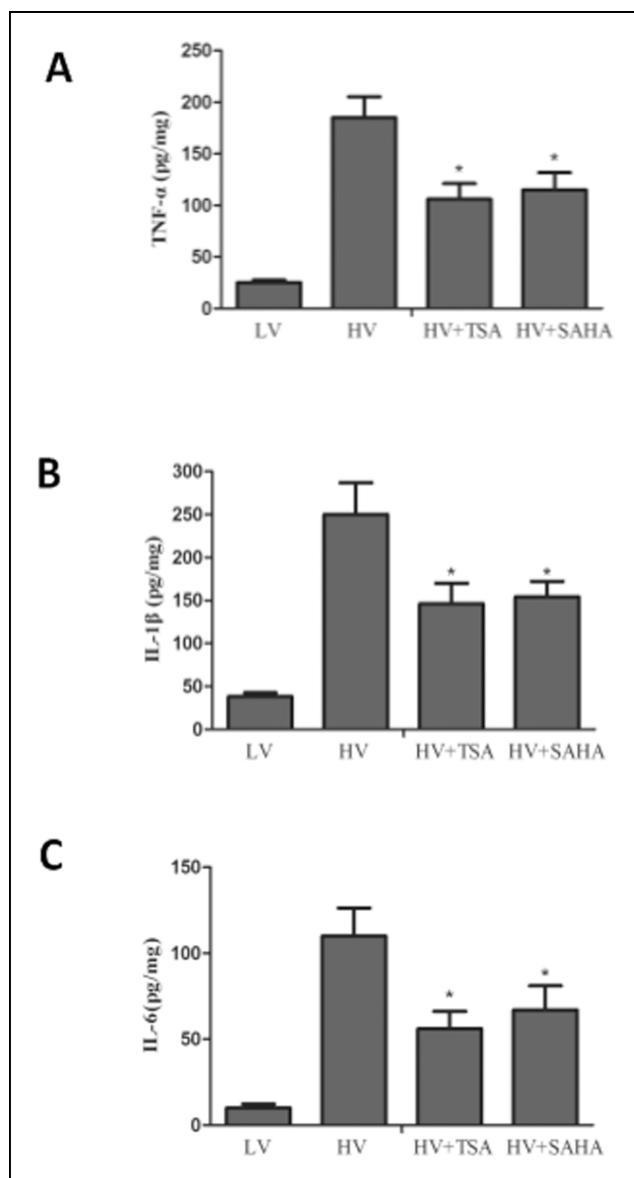 A
TNF-α (pg/mg)
250
200
150
100
50
0
* *
LV HV HV+TSA HV+SAHA
B
IL-1β (pg/mg)
300
250
200
150
100
50
0
* *
LV HV HV+TSA HV+SAHA
C
IL-6(pg/mg)
150
100
50
0
* *
LV HV HV+TSA HV+SAHA